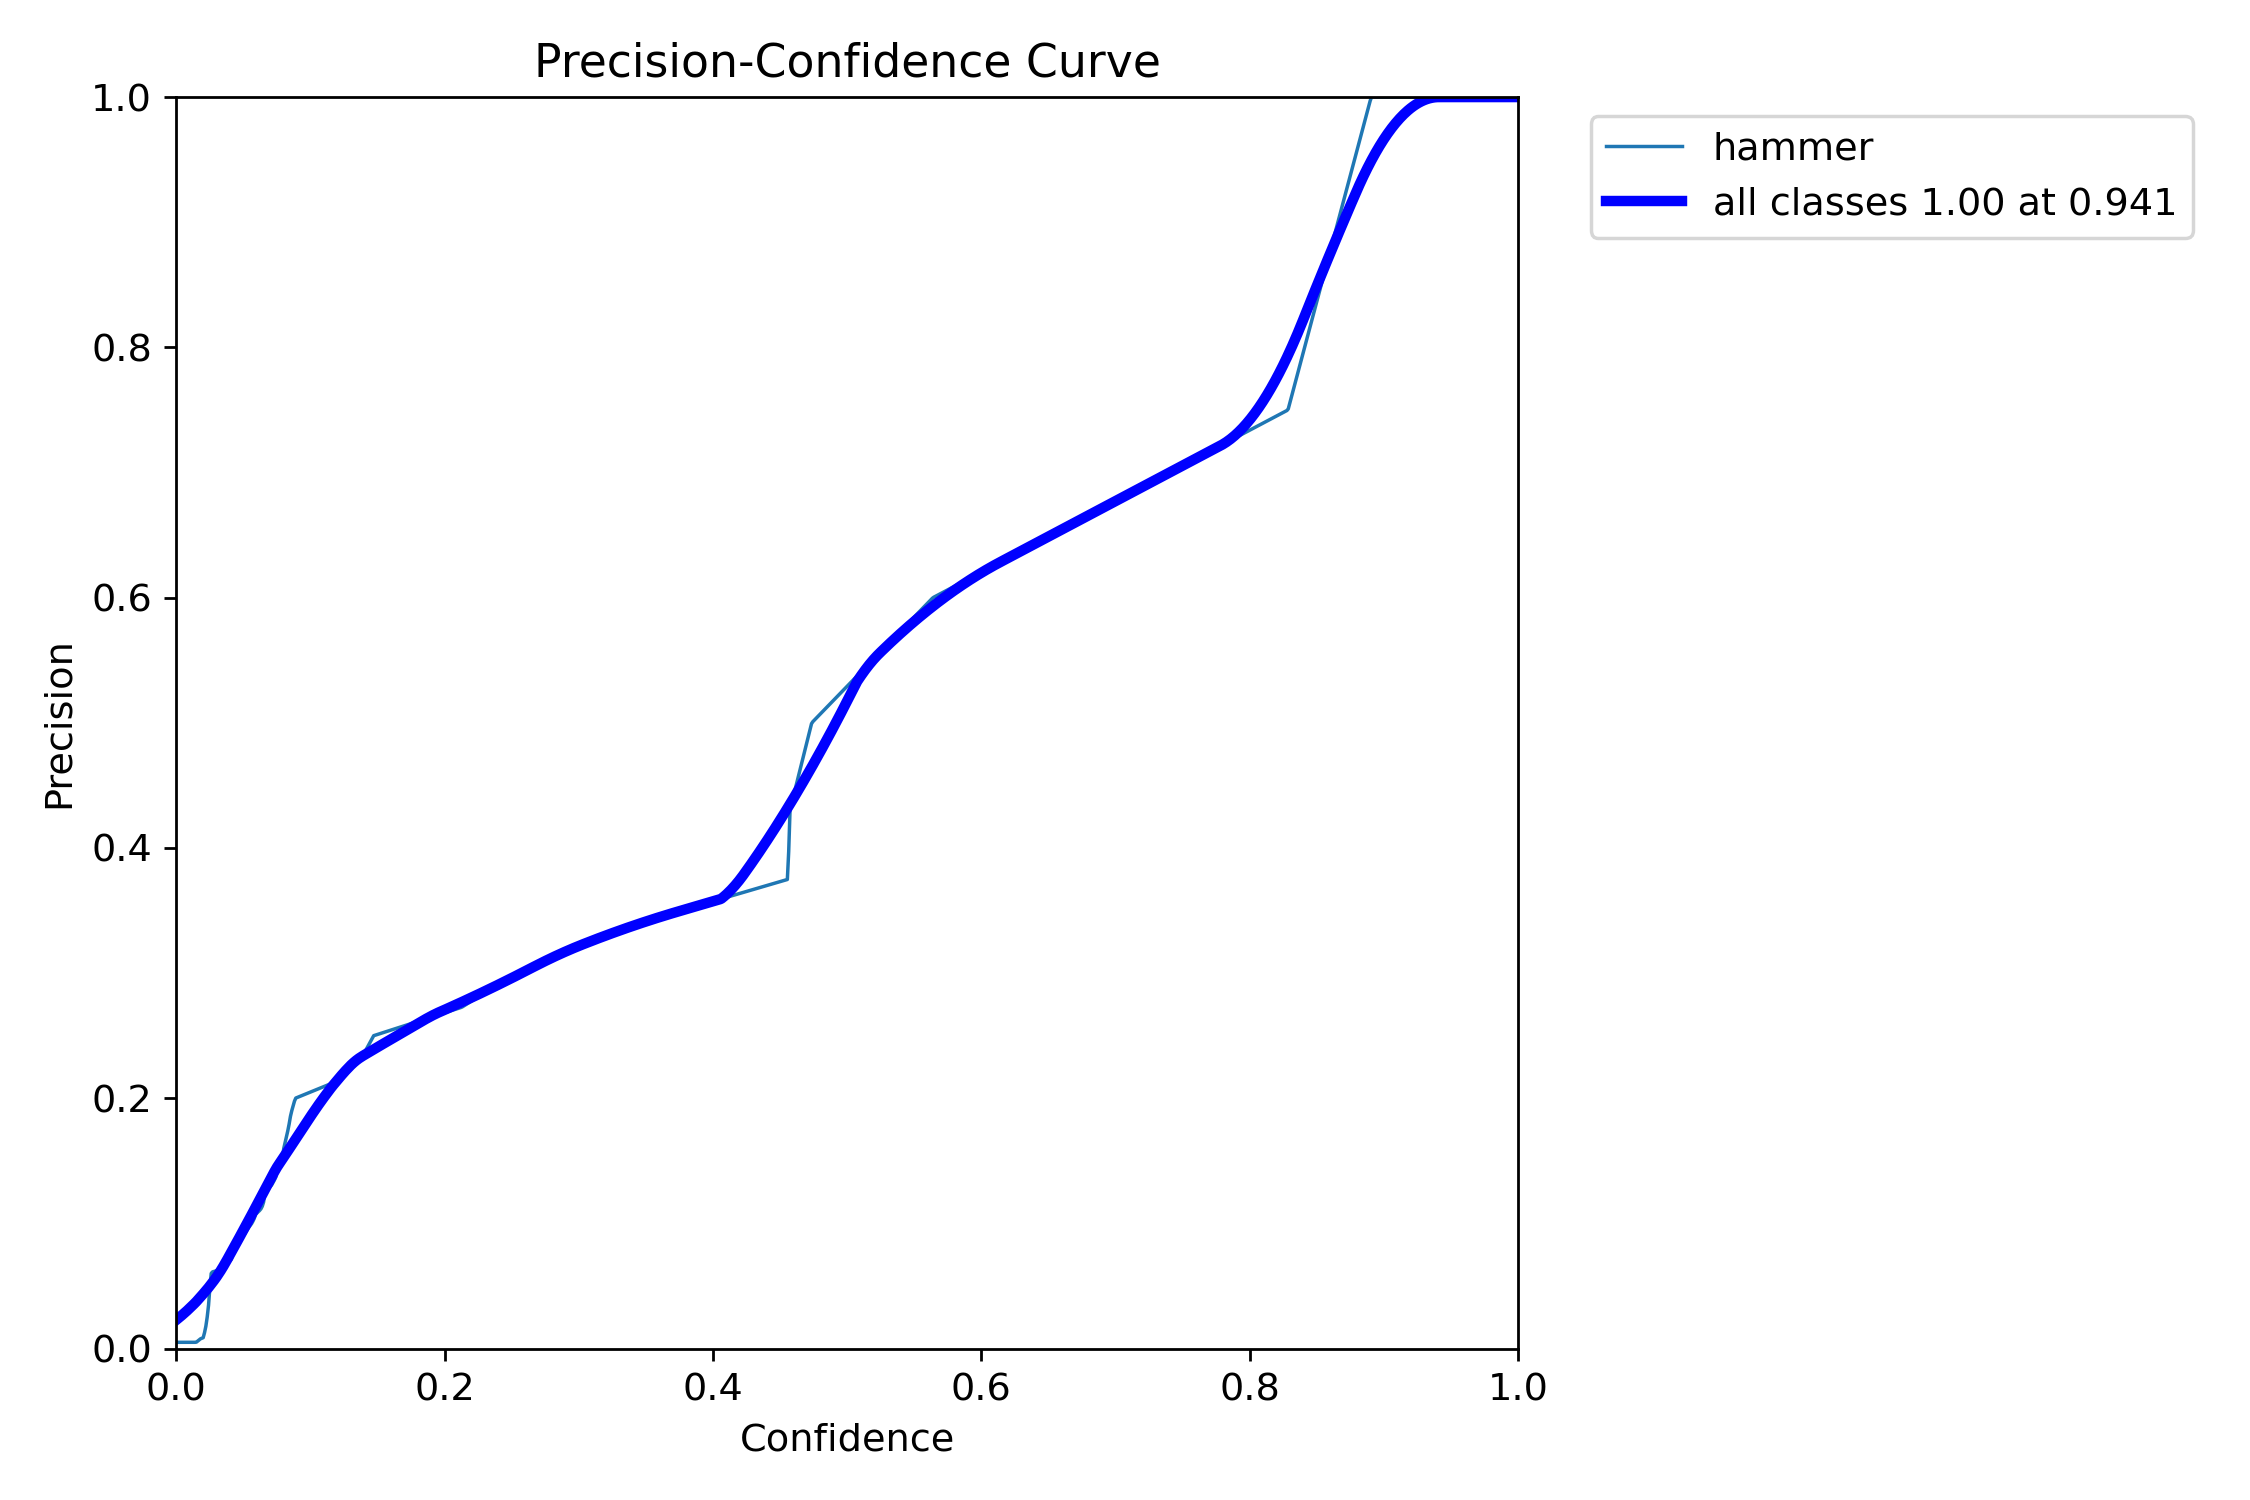 Precision-Confidence Curve
hammer
all classes 1.00 at 0.941
Precision
1.0
0.8
0.6
0.4
0.2
0.0
0.0 0.2 0.4 0.6 0.8 1.0
Confidence